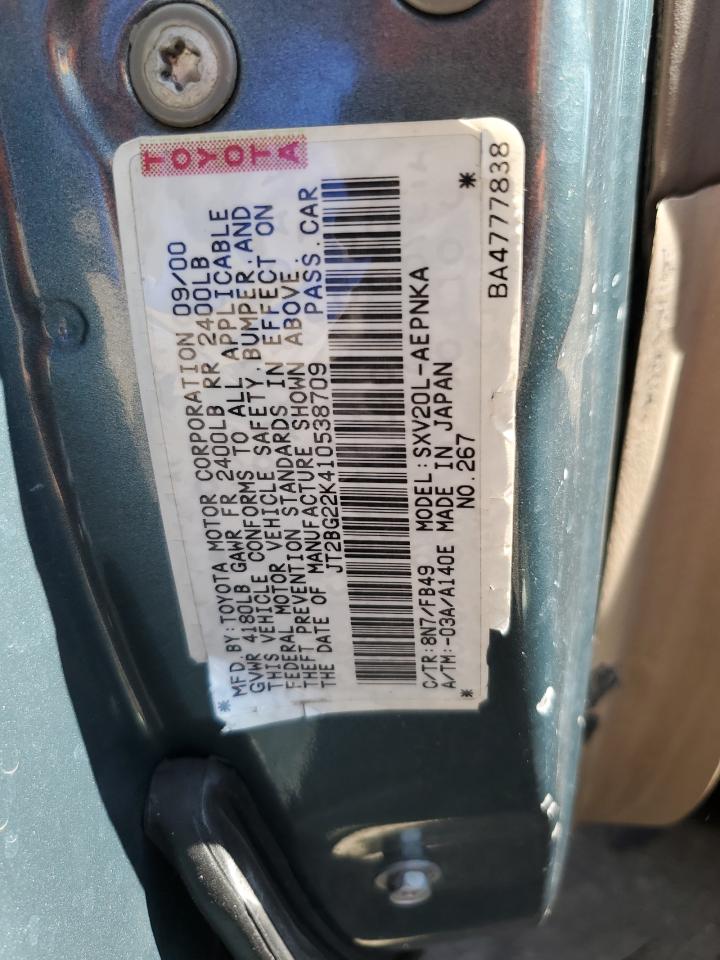 TOYOTA
*MFD.BY:TOYOTA MOTOR CORPORATION 09/00
GVWR 4180LB GAWR FR 2400LB RR 2400LB
THIS VEHICLE CONFORMS TO ALL APPLICABLE
FEDERAL MOTOR VEHICLE SAFETY,BUMPER,AND
THEFT PREVENTION STANDARDS IN EFFECT ON
THE DATE OF MANUFACTURE SHOWN ABOVE.
JT2BG22K410538709 PASS.CAR
C/TR:8N7/FB49 MODEL:SXV20L-AEPNKA
A/TM:-03A/A140E MADE IN JAPAN
* NO.267 *
BA4777838